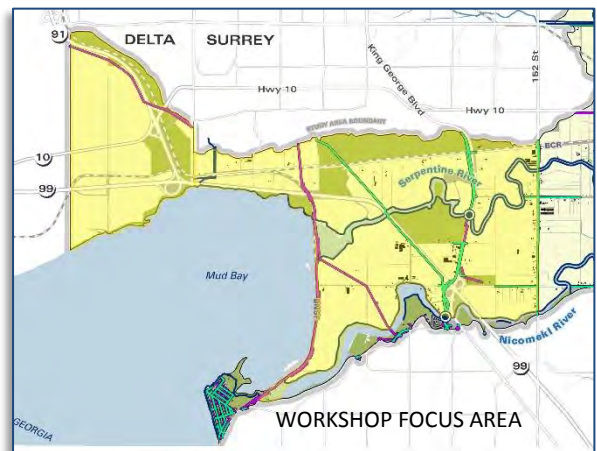 91
DELTA SURREY
King George Blvd
152 St
Hwy 10
Hwy 10
STUDY AREA BOUNDARY
BCR
10
99
Serpentine River
Mud Bay
BNSF
Nicomekl River
99
GEORGIA
WORKSHOP FOCUS AREA